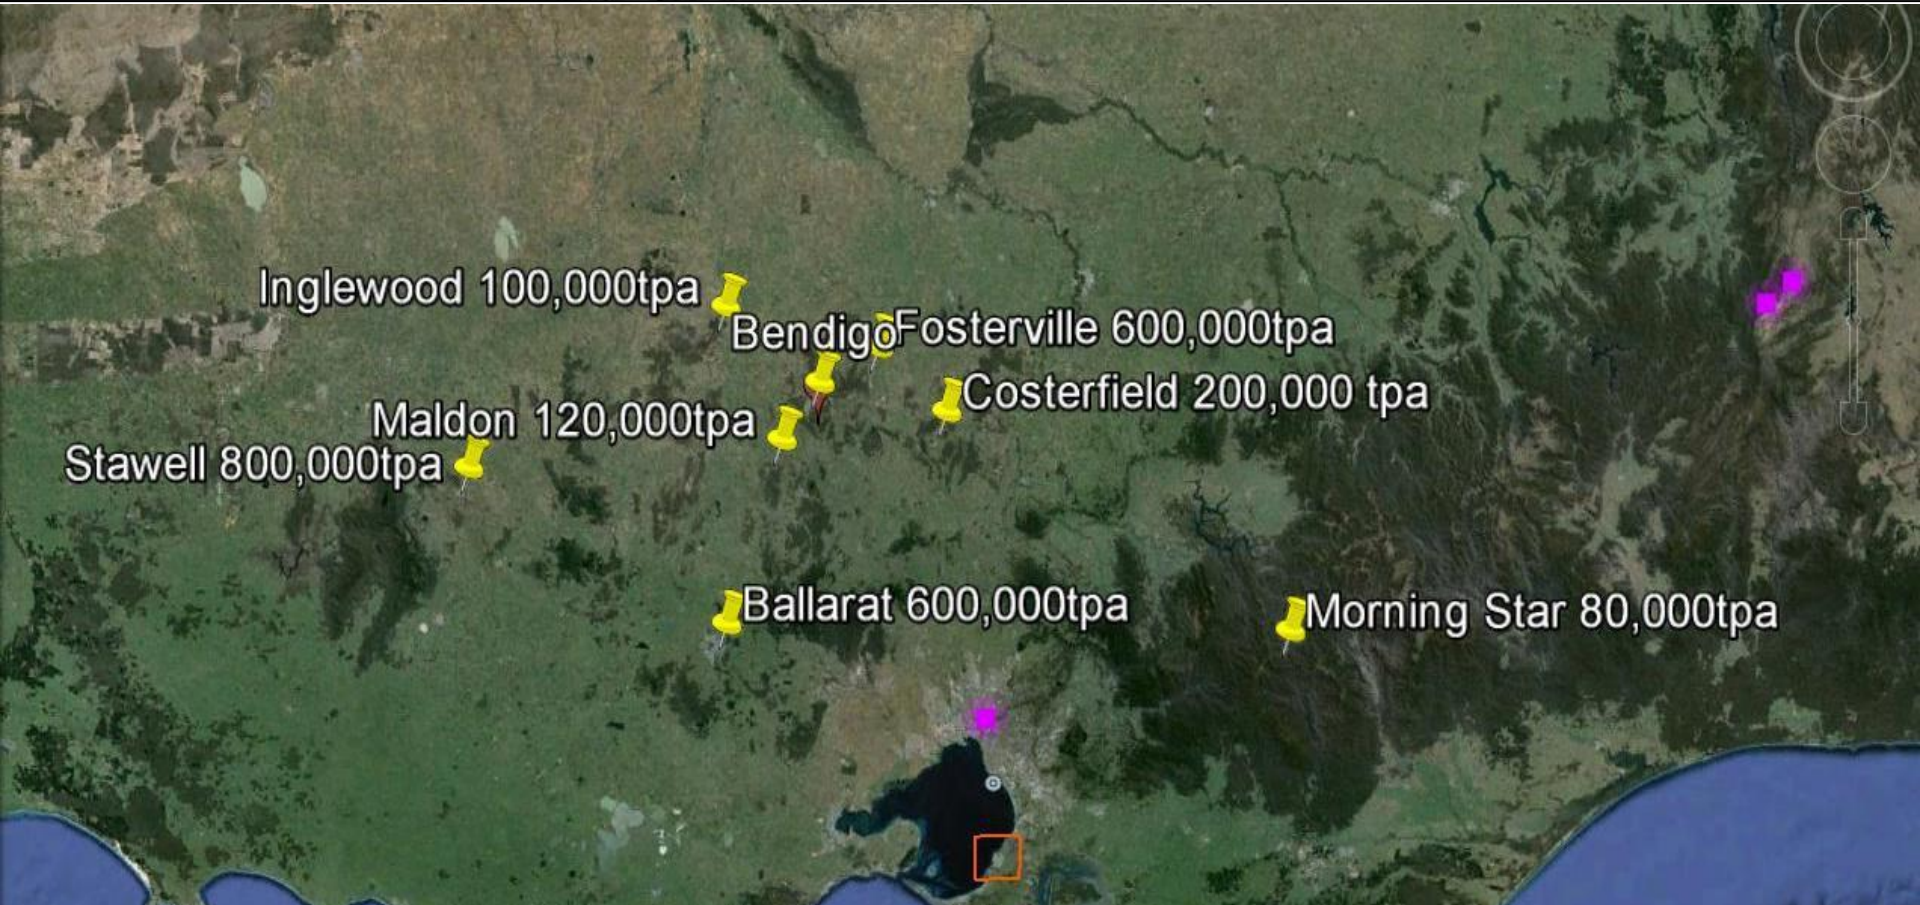 Inglewood 100,000tpa
Bendigo
Fosterville 600,000tpa
Costerfield 200,000 tpa
Maldon 120,000tpa
Stawell 800,000tpa
Ballarat 600,000tpa
Morning Star 80,000tpa